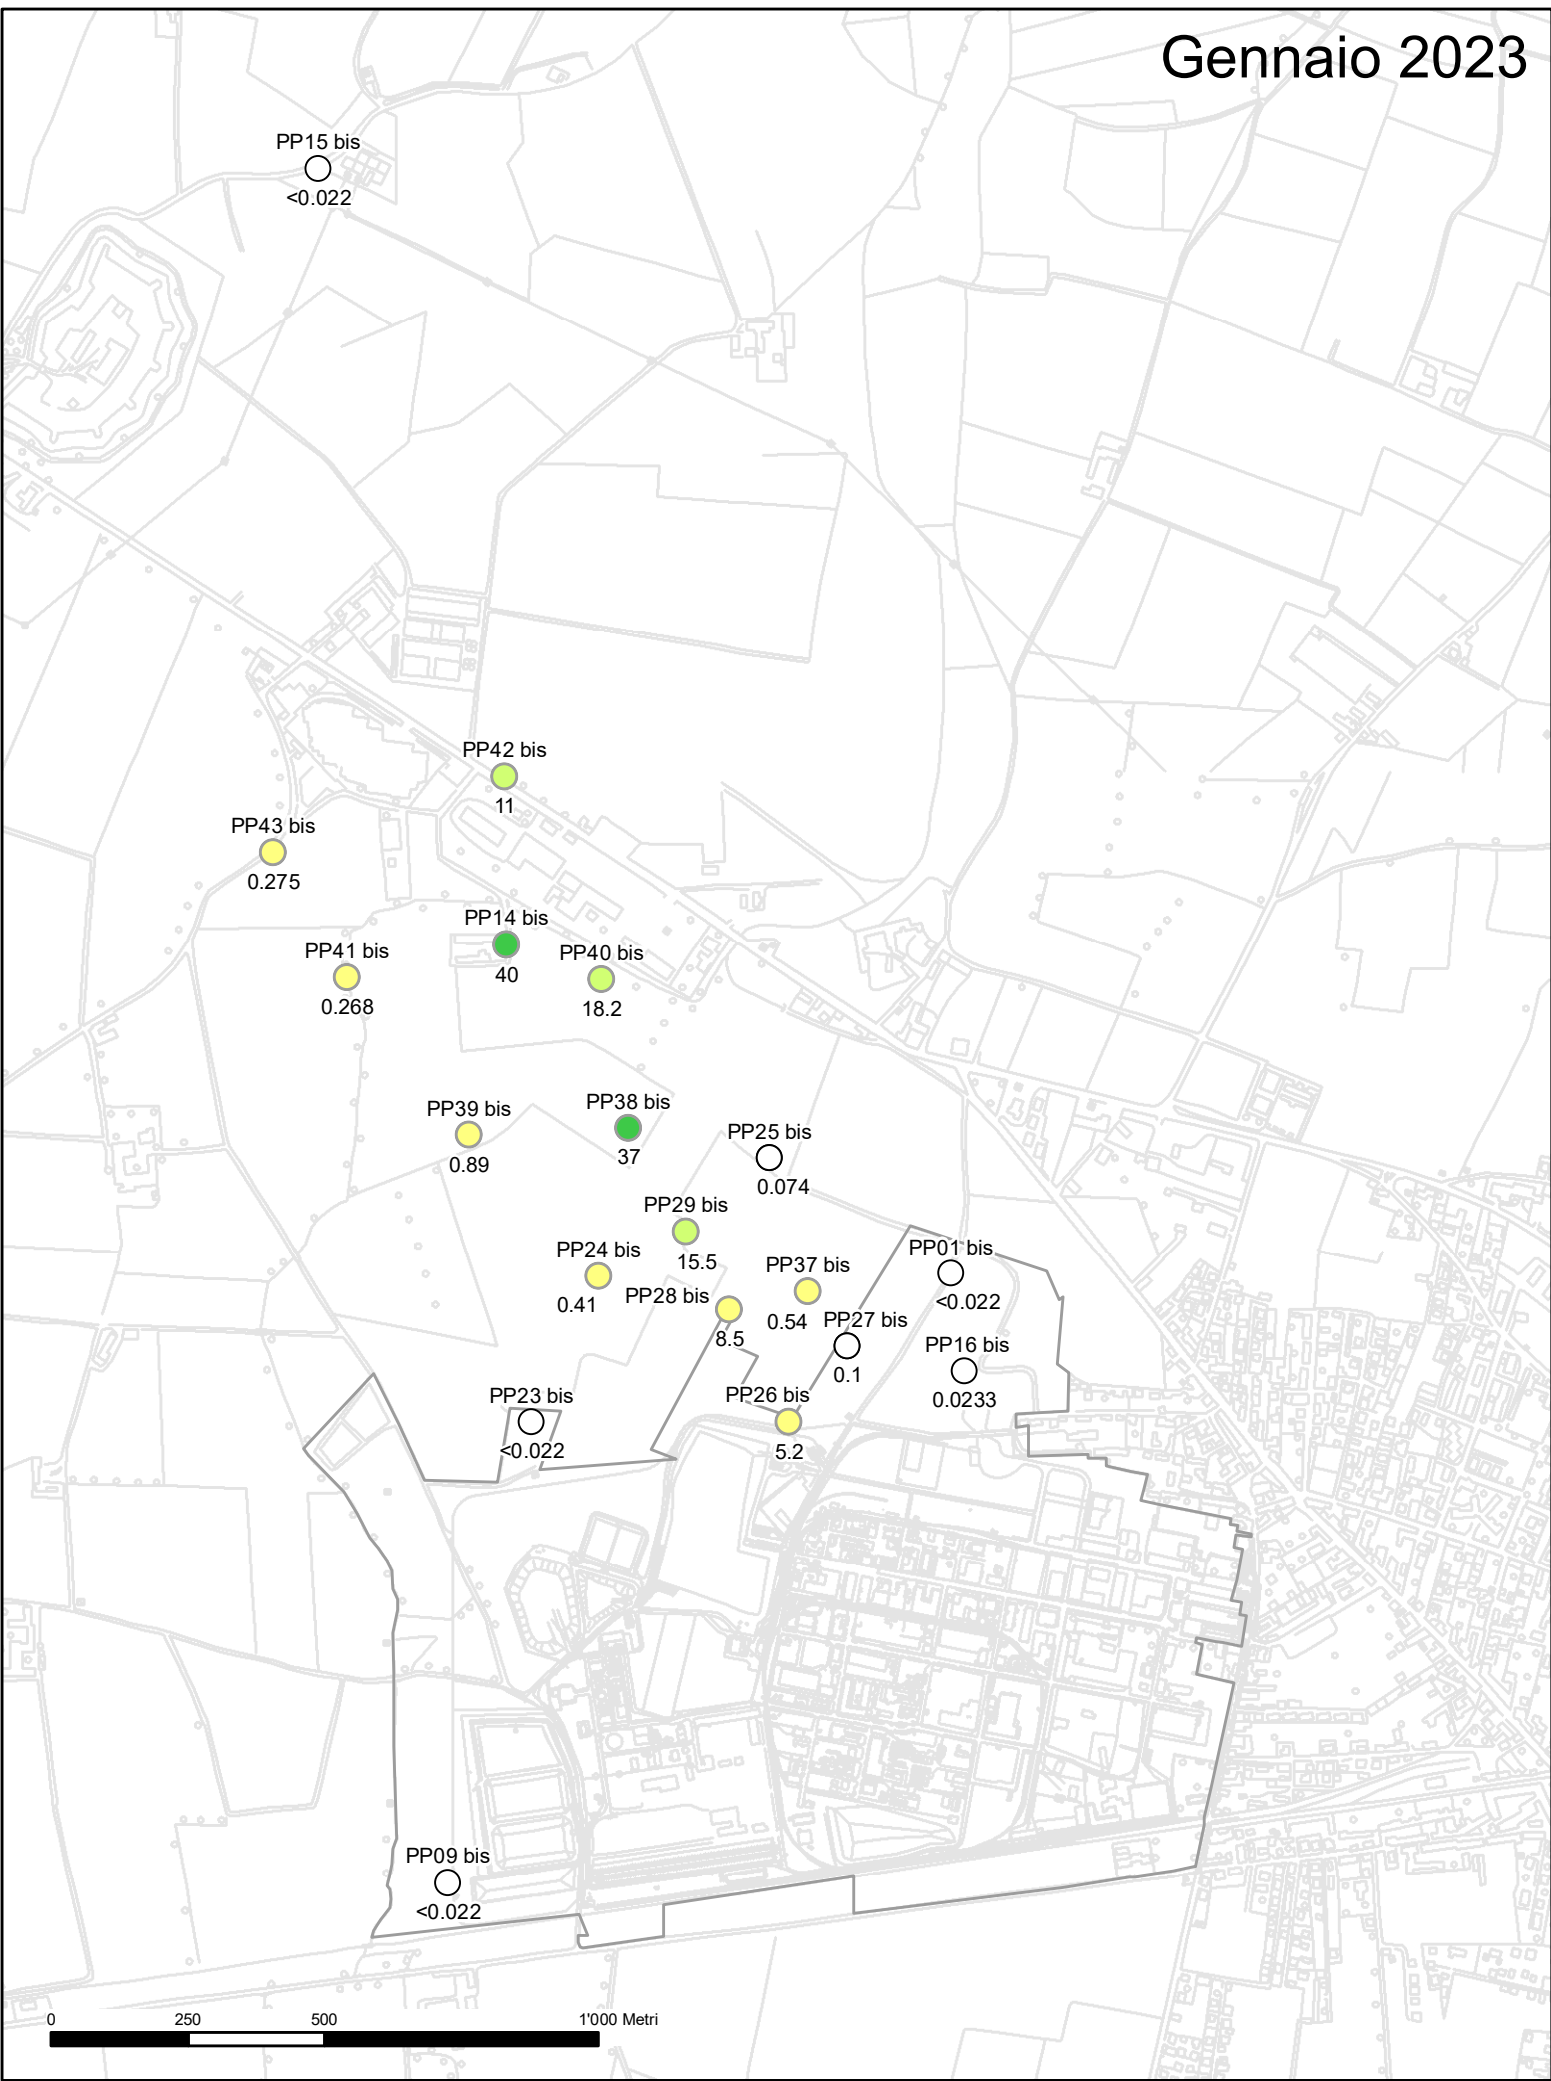 Gennaio 2023
PP15 bis
<0.022
PP42 bis
11
PP43 bis
0.275
PP14 bis
40
PP40 bis
18.2
PP41 bis
0.268
PP38 bis
37
PP39 bis
0.89
PP25 bis
0.074
PP29 bis
15.5
PP24 bis
0.41
PP28 bis
8.5
PP37 bis
0.54
PP01 bis
<0.022
PP27 bis
0.1
PP16 bis
0.0233
PP23 bis
<0.022
PP26 bis
5.2
PP09 bis
<0.022
0 250 500 1'000 Metri